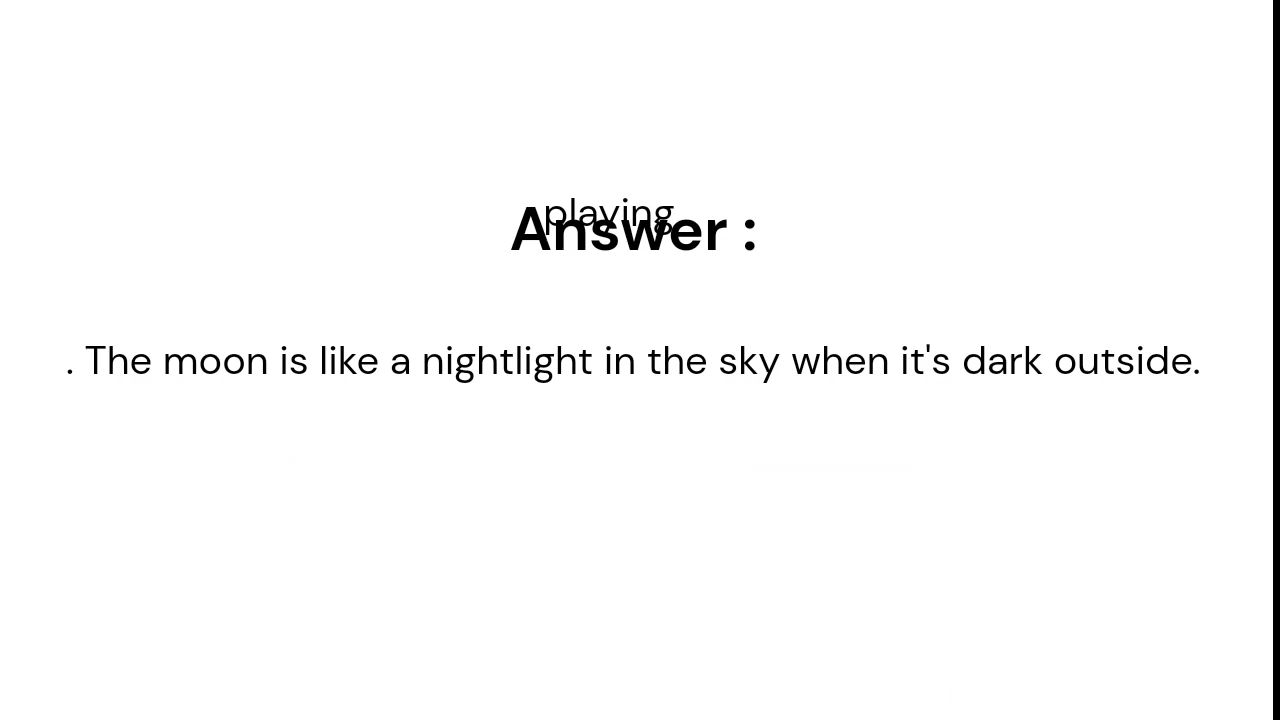 playing
Answer :
. The moon is like a nightlight in the sky when it's dark outside.